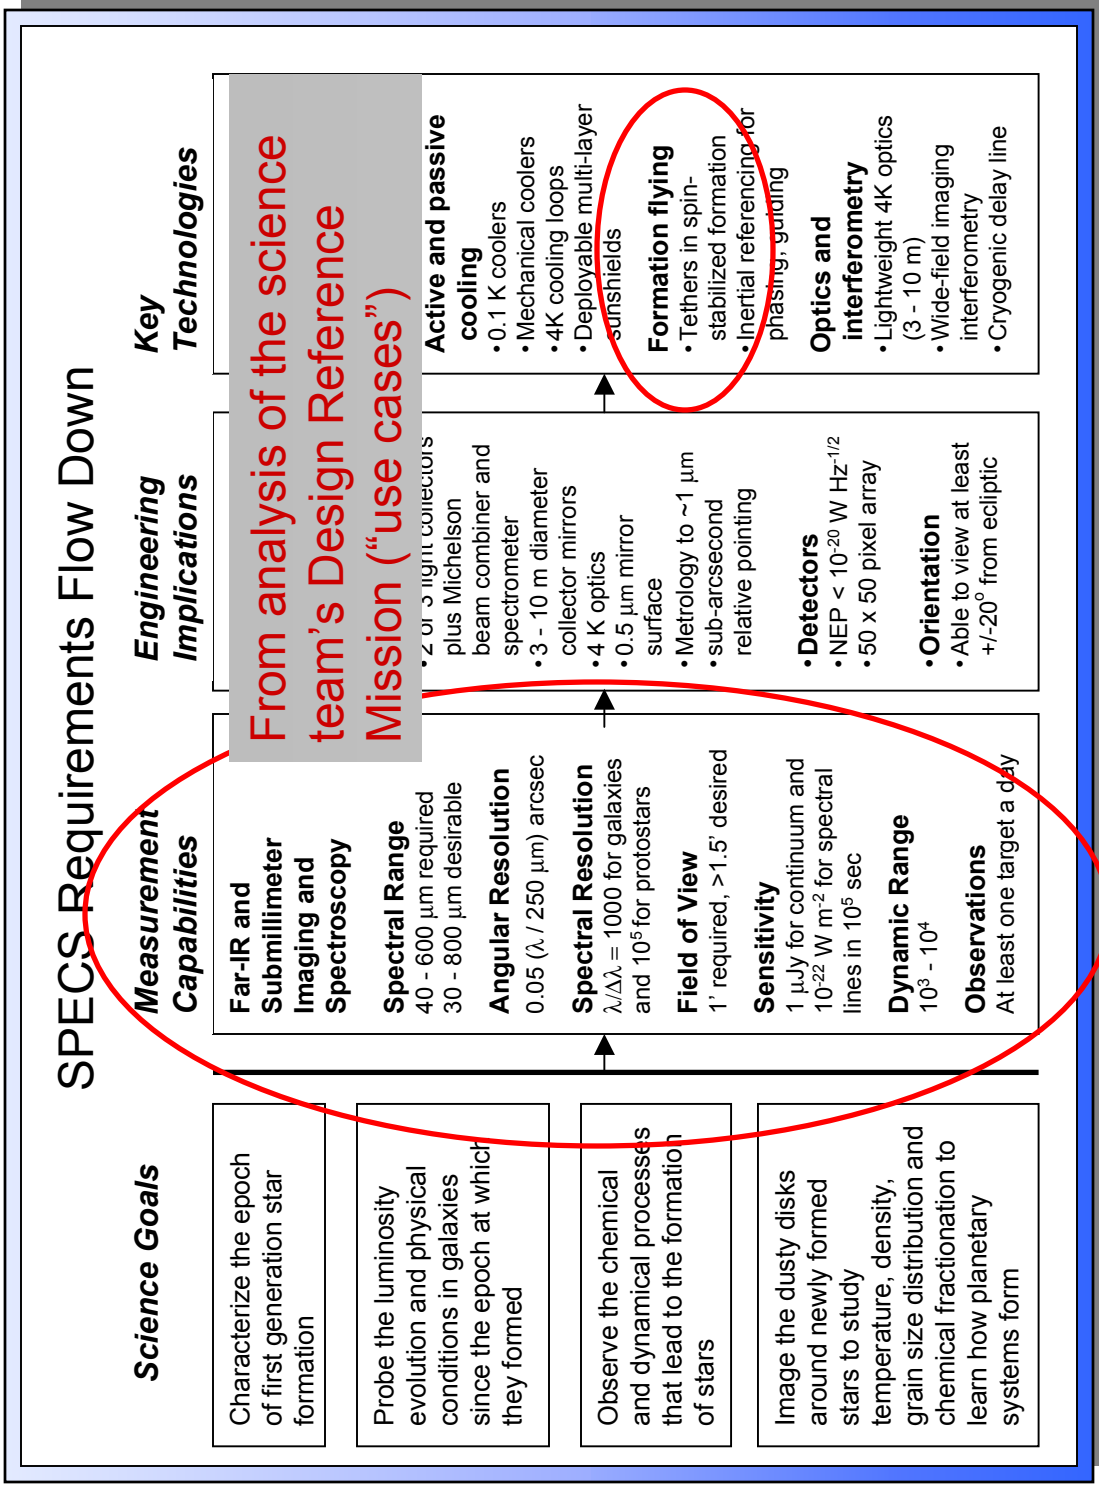 SPECS Requirements Flow Down
Science Goals
Characterize the epoch
of first generation star
formation
Probe the luminosity
evolution and physical
conditions in galaxies
since the epoch at which
they formed
Observe the chemical
and dynamical processes
that lead to the formation
of stars
Image the dusty disks
around newly formed
stars to study
temperature, density,
grain size distribution and
chemical fractionation to
learn how planetary
systems form
Measurement
Capabilities
Far-IR and
Submillimeter
Imaging and
Spectroscopy
Spectral Range
40 - 600 μm required
30 - 800 μm desirable
Angular Resolution
0.05 (λ / 250 μm) arcsec
Spectral Resolution
λ/Δλ = 1000 for galaxies
and 10⁵ for protostars
Field of View
1’ required, >1.5’ desired
Sensitivity
1 μJy for continuum and
10⁻²² W m⁻² for spectral
lines in 10⁵ sec
Dynamic Range
10³ - 10⁴
Observations
At least one target a day
From analysis of the science
team’s Design Reference
Mission (“use cases”)
Engineering
Implications
• 2 or 3 light collectors
plus Michelson
beam combiner and
spectrometer
• 3 - 10 m diameter
collector mirrors
• 4 K optics
• 0.5 μm mirror
surface
• Metrology to ~1 μm
• sub-arcsecond
relative pointing
• Detectors
• NEP < 10⁻²⁰ W Hz⁻¹/²
• 50 x 50 pixel array
• Orientation
• Able to view at least
+/-20° from ecliptic
Key
Technologies
Active and passive
cooling
• 0.1 K coolers
• Mechanical coolers
• 4K cooling loops
• Deployable multi-layer
sunshields
Formation flying
• Tethers in spin-
stabilized formation
• Inertial referencing for
phasing, guiding
Optics and
interferometry
• Lightweight 4K optics
(3 - 10 m)
• Wide-field imaging
interferometry
• Cryogenic delay line